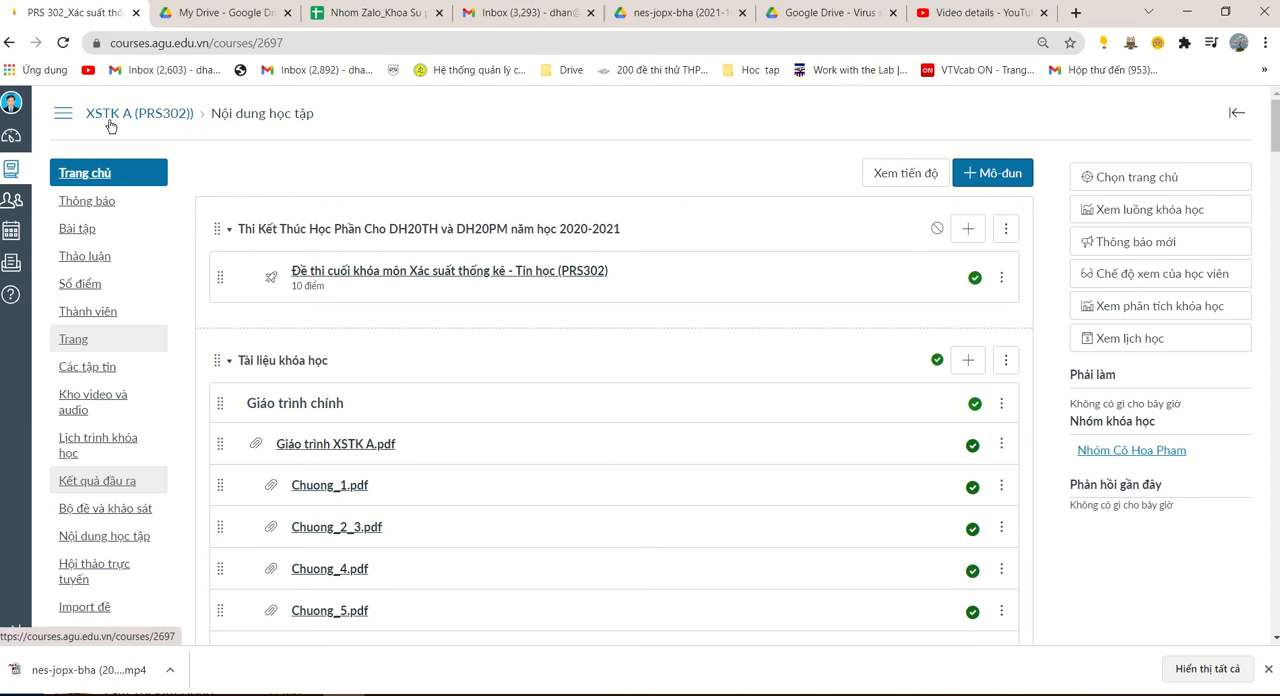 PRS 302_Xác suất thố
My Drive - Google Dri
Nhom Zalo_Khoa Su p
Inbox (3,293) - dhan@
nes-jopx-bha (2021-1
Google Drive - Virus s
Video details - YouTu
courses.agu.edu.vn/courses/2697
Ứng dụng
Inbox (2,603) - dha...
Inbox (2,892) - dha...
Hệ thống quản lý c...
Drive
200 đề thi thử THP...
Hoc tap
Work with the Lab |...
ON
VTVcab ON - Trang...
Hộp thư đến (953)...
»
XSTK A (PRS302)) › Nội dung học tập
Trang chủ
Thông báo
Bài tập
Thảo luận
Sổ điểm
Thành viên
Trang
Các tập tin
Kho video và
audio
Lịch trình khóa
học
Kết quả đầu ra
Bộ đề và khảo sát
Nội dung học tập
Hội thảo trực
tuyến
Import đề
Xem tiến độ
+ Mô-đun
Thi Kết Thúc Học Phần Cho DH20TH và DH20PM năm học 2020-2021
Đề thi cuối khóa môn Xác suất thống kê - Tin học (PRS302)
10 điểm
Tài liệu khóa học
Giáo trình chính
Giáo trình XSTK A.pdf
Chuong_1.pdf
Chuong_2_3.pdf
Chuong_4.pdf
Chuong_5.pdf
Chọn trang chủ
Xem luồng khóa học
Thông báo mới
Chế độ xem của học viên
Xem phân tích khóa học
Xem lịch học
Phải làm
Không có gì cho bây giờ
Nhóm khóa học
Nhóm Cô Hoa Pham
Phản hồi gần đây
Không có gì cho bây giờ
ttps://courses.agu.edu.vn/courses/2697
nes-jopx-bha (20....mp4
Hiển thị tất cả